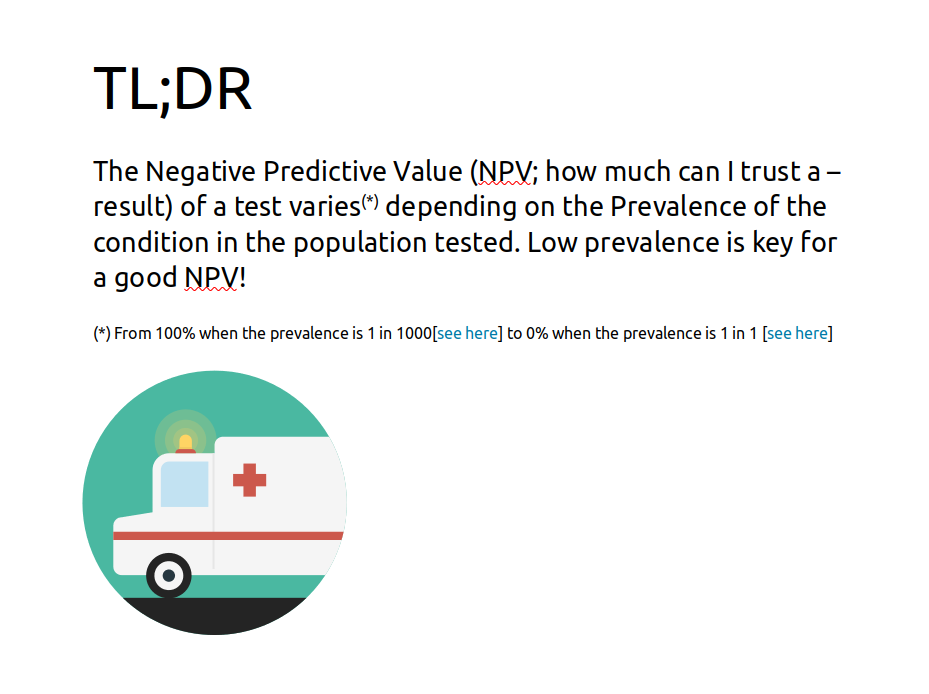 TL;DR
The Negative Predictive Value (NPV; how much can I trust a –
result) of a test varies(*) depending on the Prevalence of the
condition in the population tested. Low prevalence is key for
a good NPV!
(*) From 100% when the prevalence is 1 in 1000[see here] to 0% when the prevalence is 1 in 1 [see here]